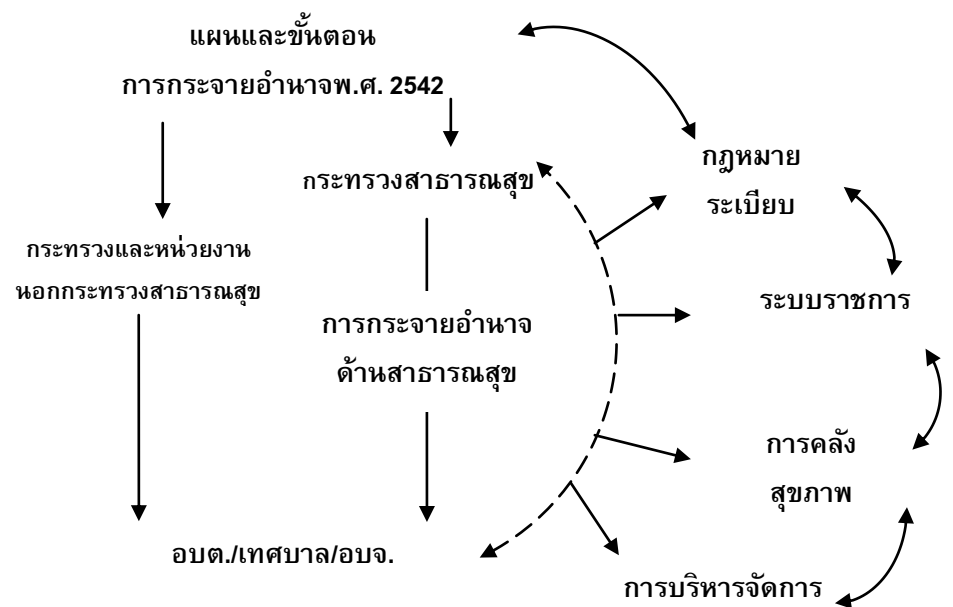 แผนและขั้นตอน
การกระจายอำนาจพ.ศ. 2542
กฎหมาย
ระเบียบ
กระทรวงสาธารณสุข
กระทรวงและหน่วยงาน
นอกกระทรวงสาธารณสุข
ระบบราชการ
การกระจายอำนาจ
ด้านสาธารณสุข
การคลัง
สุขภาพ
อบต./เทศบาล/อบจ.
การบริหารจัดการ